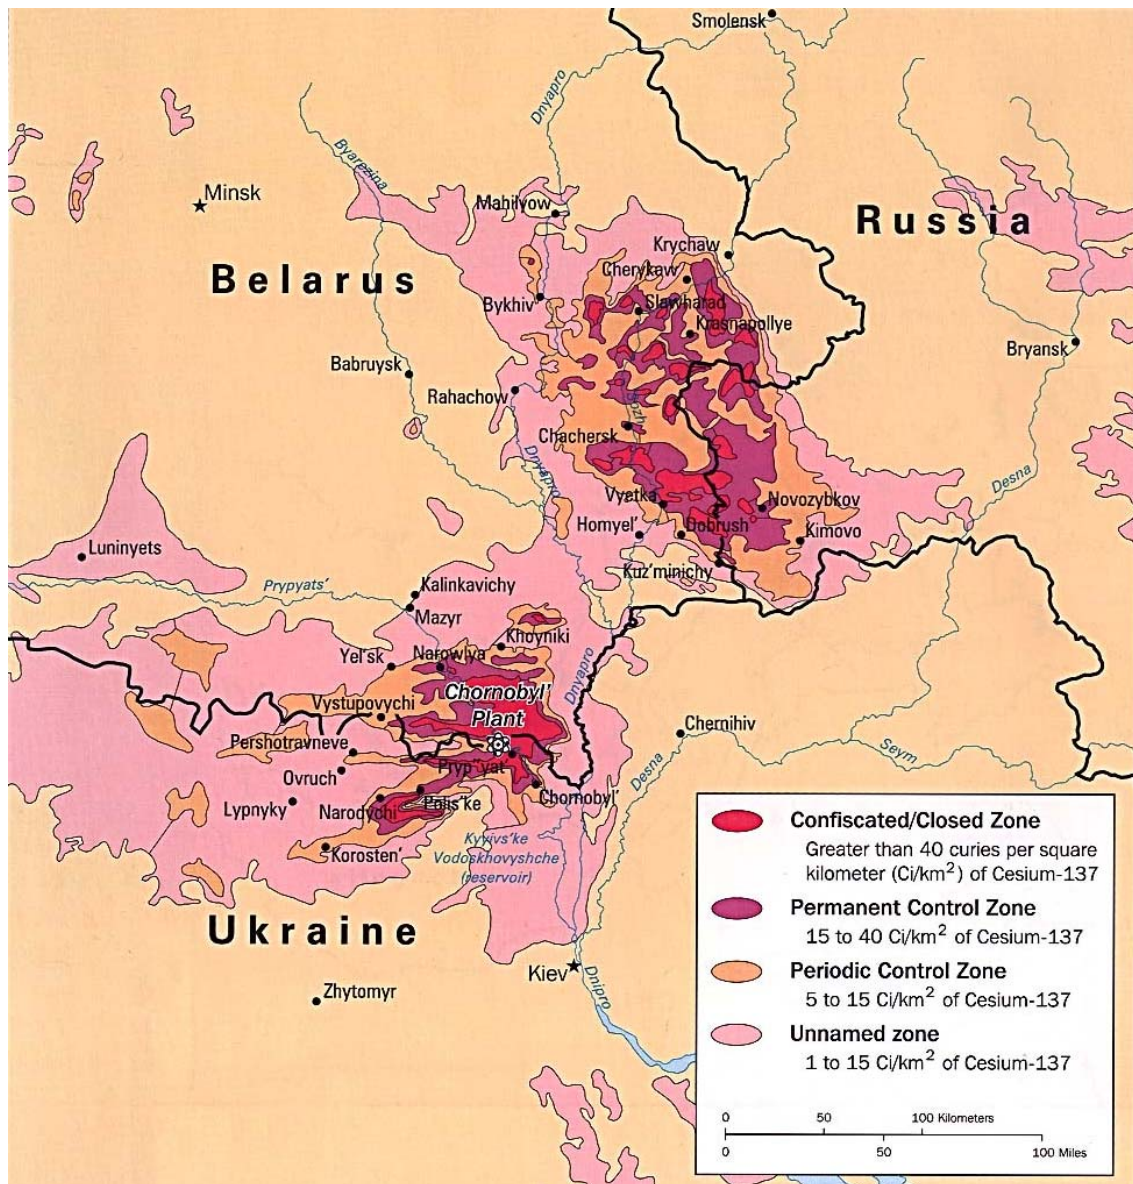 Smolensk
Dnyapro
Byarezina
Minsk
Mahilyow
Russia
Krychaw
Belarus
Cherykaw
Bykhiv
Slawharad
Krasnapollye
Bryansk
Babruysk
Rahachow
Sozh
Chachersk
Dnyapro
Desna
Vyetka
Novozybkov
Homyel'
Dobrush
Kimovo
Luninyets
Kuz'minichy
Prypyats'
Kalinkavichy
Mazyr
Khoyniki
Yel'sk
Narowlya
Dnyapro
Chornobyl'
Plant
Vystupovychi
Chernihiv
Pershotravneve
Seym
Pryp"yat
Desna
Ovruch
Chornobyl'
Lypnyky
Narodychi
Polis'ke
Kyyivs'ke
Vodoskhovyshche
(reservoir)
Korosten'
Ukraine
Kiev
Dnipro
Zhytomyr
Confiscated/Closed Zone
Greater than 40 curies per square
kilometer (Ci/km²) of Cesium-137
Permanent Control Zone
15 to 40 Ci/km² of Cesium-137
Periodic Control Zone
5 to 15 Ci/km² of Cesium-137
Unnamed zone
1 to 15 Ci/km² of Cesium-137
0 50 100 Kilometers
0 50 100 Miles